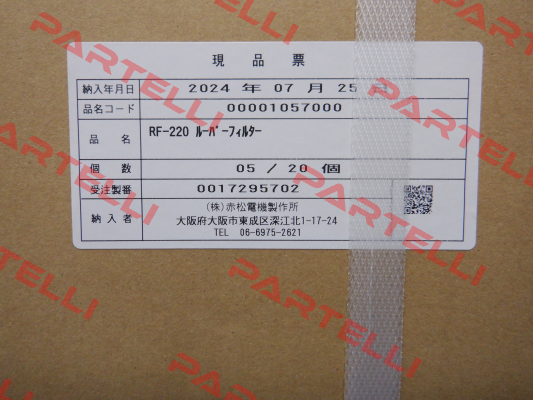 現品票
納入年月日 2024 年 07 月 25 日
品名コード 00001057000
品名 RF-220 ルーバーフィルター
個数 05 / 20 個
受注製番 0017295702
納入者 (株)赤松電機製作所
大阪府大阪市東成区深江北1-17-24
TEL 06-6975-2621
PARTELLI
PARTELLI
PARTELLI
PARTELLI
PARTELLI
PARTELLI
PARTELLI